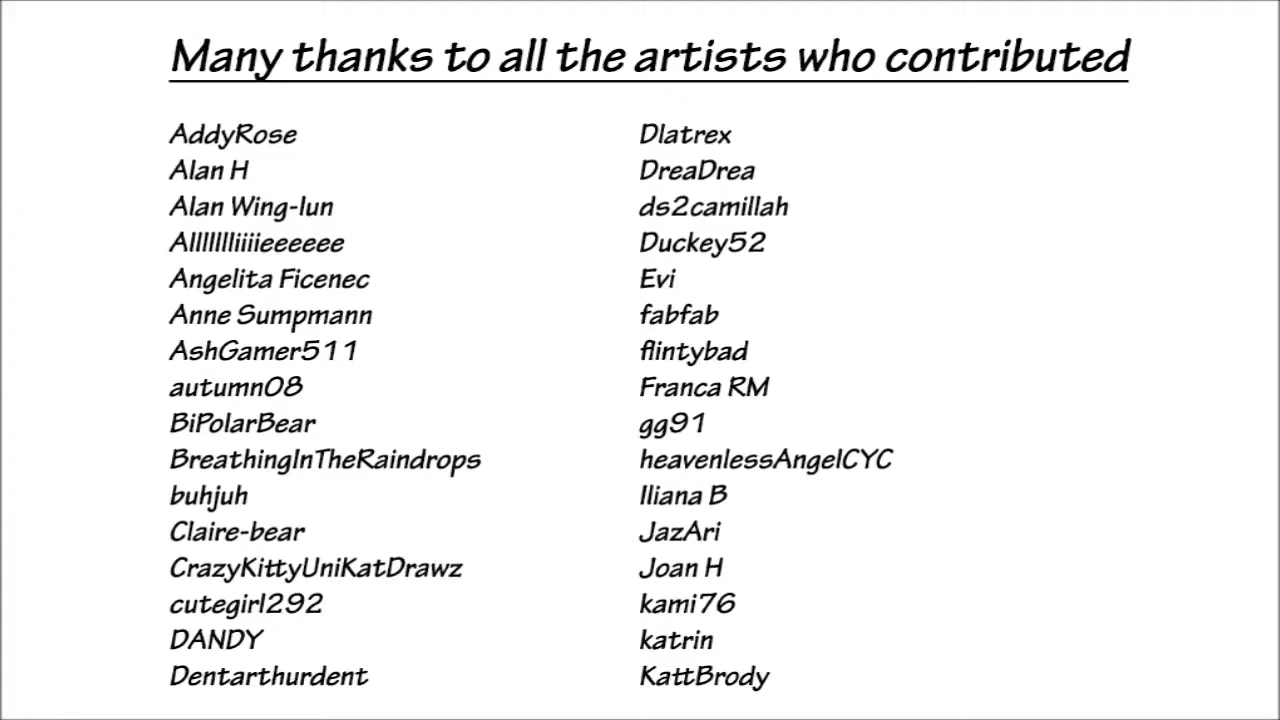 Many thanks to all the artists who contributed
AddyRose
Alan H
Alan Wing-lun
Allllllliiiieeeeeee
Angelita Ficenec
Anne Sumpmann
AshGamer511
autumn08
BiPolarBear
BreathingInTheRaindrops
buhjuh
Claire-bear
CrazyKittyUniKatDrawz
cutegirl292
DANDY
Dentarthurdent
Dlatrex
DreaDrea
ds2camillah
Duckey52
Evi
fabfab
flintybad
Franca RM
gg91
heavenlessAngelCYC
Iliana B
JazAri
Joan H
kami76
katrin
KattBrody